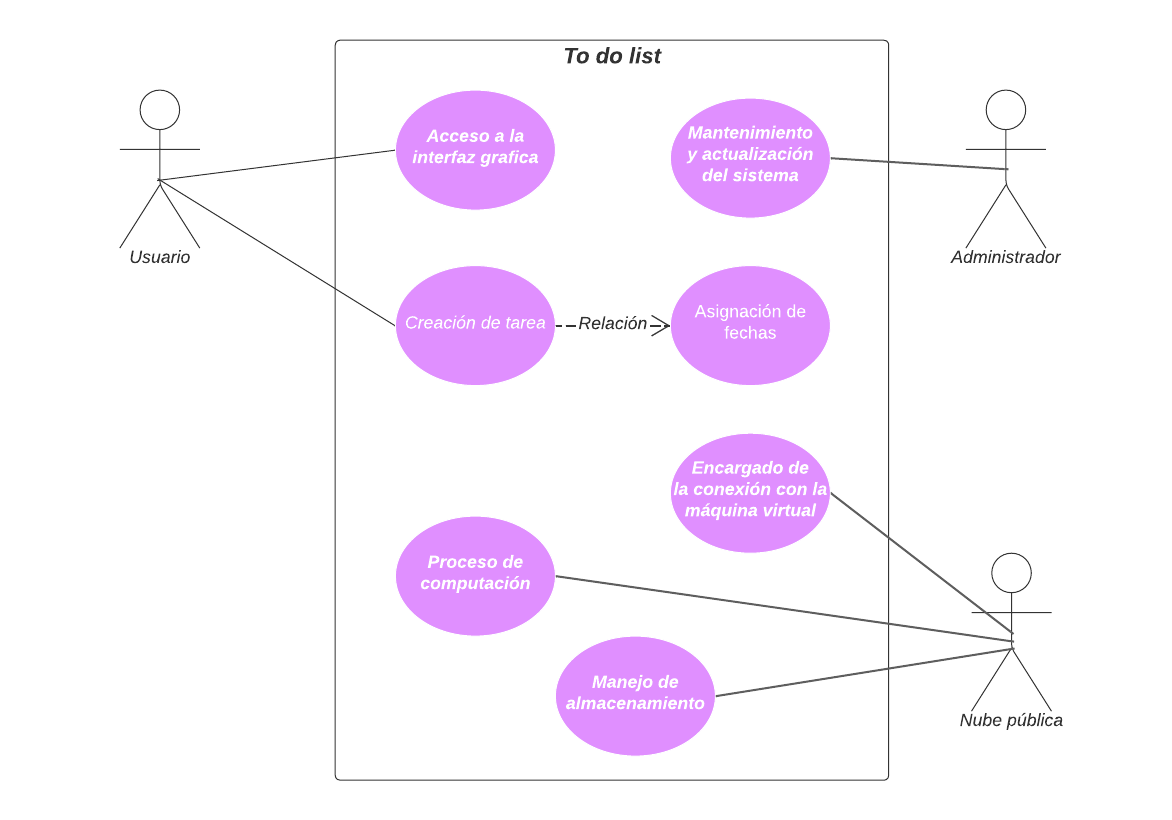 To do list
Acceso a la
interfaz grafica
Mantenimiento
y actualización
del sistema
Usuario
Administrador
Creación de tarea
Relación
Asignación de
fechas
Encargado de
la conexión con la
máquina virtual
Proceso de
computación
Manejo de
almacenamiento
Nube pública